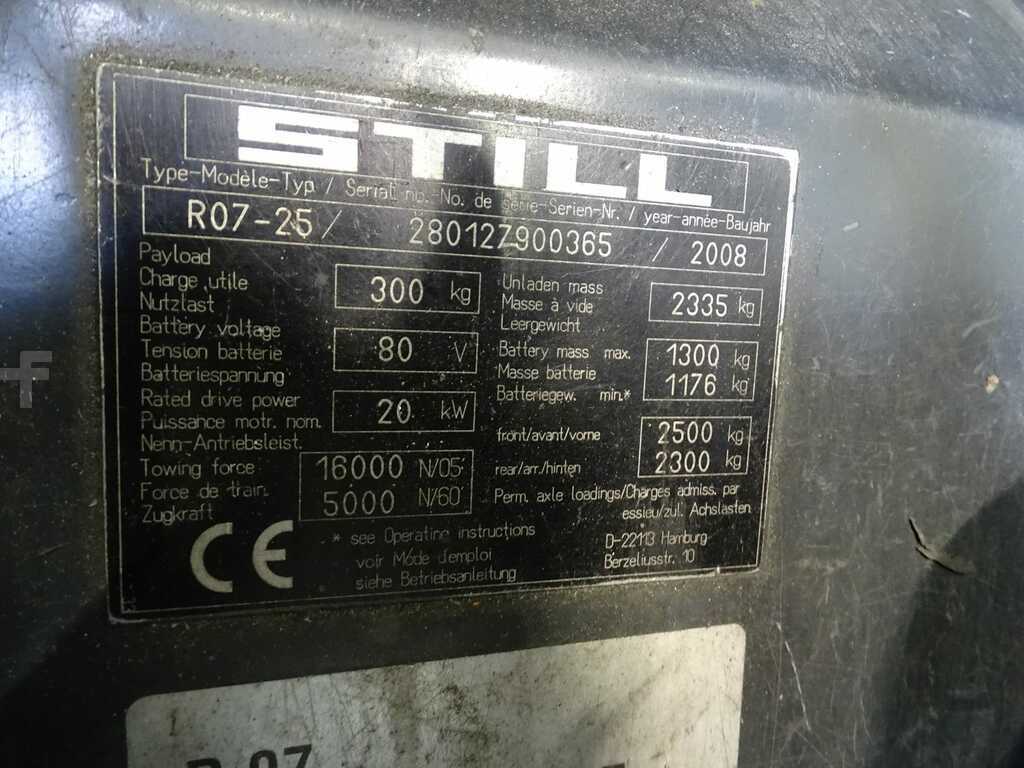 STILL
Type-Modèle-Typ / Serial no.-No. de série-Serien-Nr. / year-année-Baujahr
R07-25 / 280127900365 / 2008
Payload
Charge utile 300 kg
Nutzlast
Unladen mass
Masse à vide 2335 kg
Leergewicht
Battery voltage
Tension batterie 80 V
Batteriespannung
Battery mass max. 1300 kg
Masse batterie
Batteriegew. min.* 1176 kg
Rated drive power
Puissance motr. nom. 20 kW
Nenn-Antriebsleist.
front/avant/vorne 2500 kg
rear/arr./hinten 2300 kg
Towing force 16000 N/05'
Force de train. 5000 N/60'
Zugkraft
Perm. axle loadings/Charges admiss. par
essieu/zul. Achslasten
CE
* see Operating instructions
voir Mode d'emploi
siehe Betriebsanleitung
D-22113 Hamburg
Berzeliusstr. 10